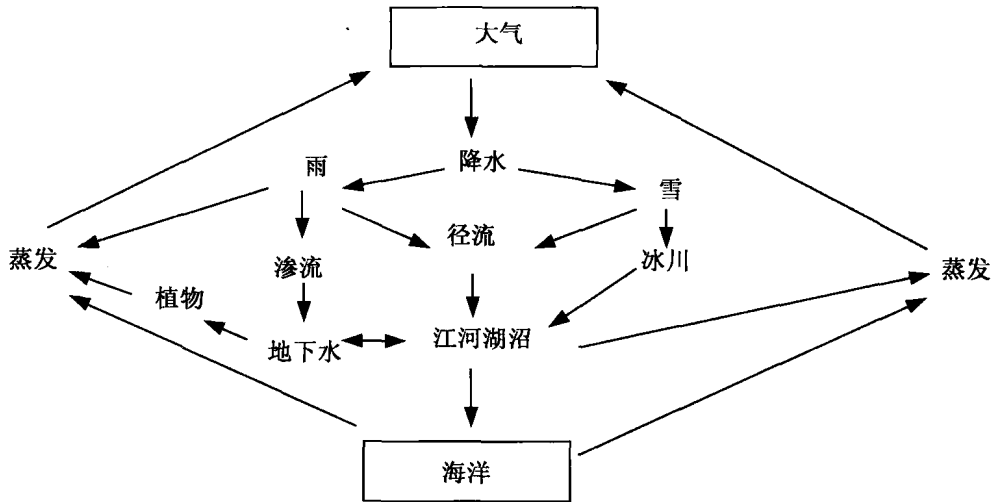 大气
降水
雨
雪
径流
蒸发
渗流
冰川
蒸发
植物
地下水
江河湖沼
海洋